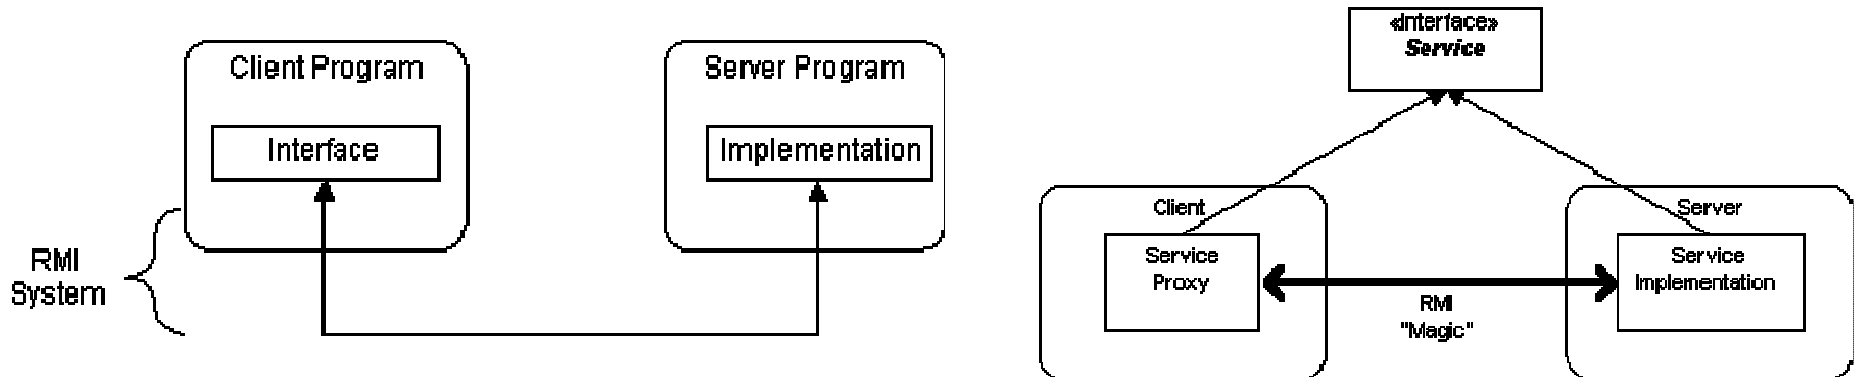 Client Program
Interface
Server Program
Implementation
RMI
System
«Interface»
Service
Client
Service
Proxy
RMI
"Magic"
Server
Service
Implementation